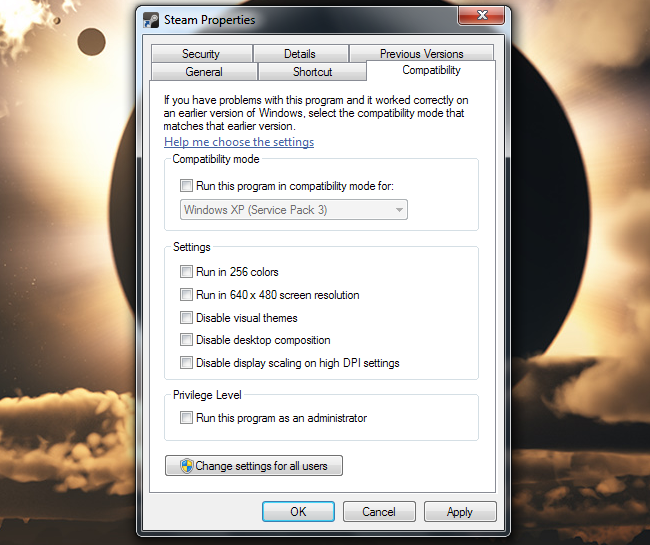 Steam Properties
Security
Details
Previous Versions
General
Shortcut
Compatibility
If you have problems with this program and it worked correctly on
an earlier version of Windows, select the compatibility mode that
matches that earlier version.
Help me choose the settings
Compatibility mode
Run this program in compatibility mode for:
Windows XP (Service Pack 3)
Settings
Run in 256 colors
Run in 640 x 480 screen resolution
Disable visual themes
Disable desktop composition
Disable display scaling on high DPI settings
Privilege Level
Run this program as an administrator
Change settings for all users
OK
Cancel
Apply